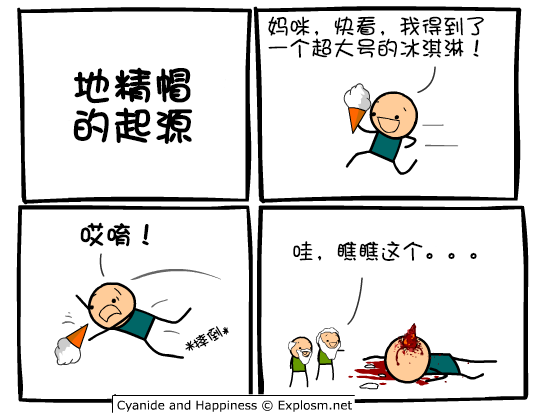 地精帽
的起源
妈咪，快看，我得到了
一个超大号的冰淇淋！
哎唷！
*摔倒*
哇，瞧瞧这个。。。
Cyanide and Happiness © Explosm.net